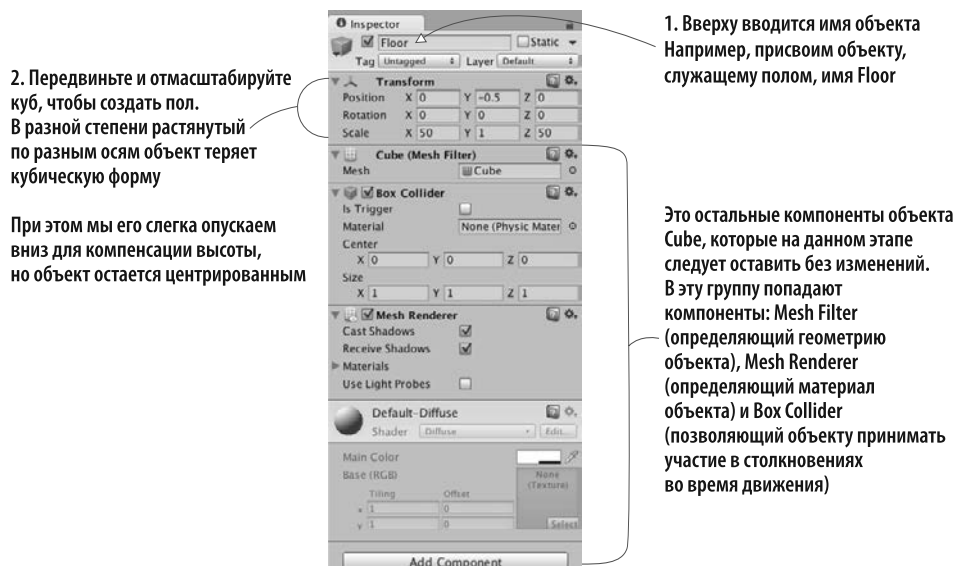 1. Вверху вводится имя объекта
Например, присвоим объекту,
служащему полом, имя Floor
2. Передвиньте и отмасштабируйте
куб, чтобы создать пол.
В разной степени растянутый
по разным осям объект теряет
кубическую форму
При этом мы его слегка опускаем
вниз для компенсации высоты,
но объект остается центрированным
Inspector
Floor Static
Tag Untagged Layer Default
Transform
Position X 0 Y -0.5 Z 0
Rotation X 0 Y 0 Z 0
Scale X 50 Y 1 Z 50
Cube (Mesh Filter)
Mesh Cube
Box Collider
Is Trigger
Material None (Physic Mater
Center
X 0 Y 0 Z 0
Size
X 1 Y 1 Z 1
Mesh Renderer
Cast Shadows
Receive Shadows
Materials
Use Light Probes
Default-Diffuse
Shader Diffuse Edit...
Main Color
Base (RGB) None
(Texture)
Tiling Offset
x 1 0
y 1 0 Select
Add Component
Это остальные компоненты объекта
Cube, которые на данном этапе
следует оставить без изменений.
В эту группу попадают
компоненты: Mesh Filter
(определяющий геометрию
объекта), Mesh Renderer
(определяющий материал
объекта) и Box Collider
(позволяющий объекту принимать
участие в столкновениях
во время движения)